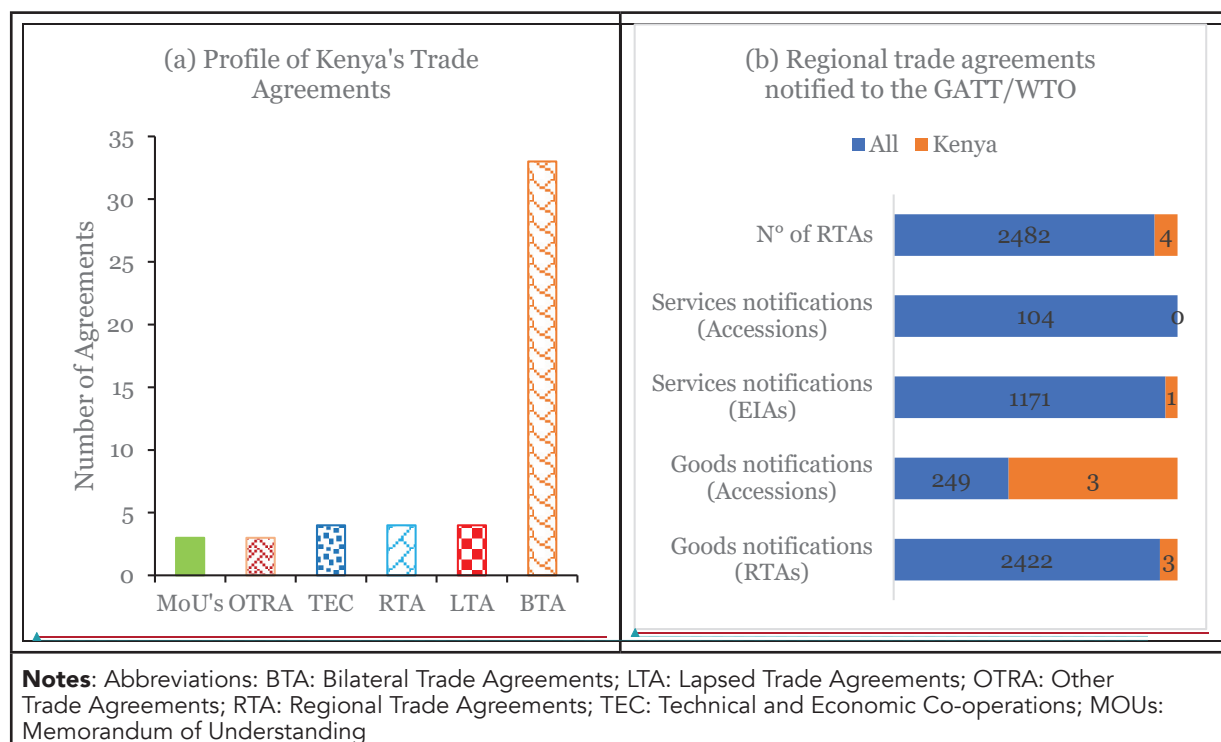 (a) Profile of Kenya's Trade
Agreements
Number of Agreements
35
30
25
20
15
10
5
0
MoU's OTRA TEC RTA LTA BTA
(b) Regional trade agreements
notified to the GATT/WTO
All Kenya
N° of RTAs
2482 4
Services notifications
(Accessions)
104 0
Services notifications
(EIAs)
1171 1
Goods notifications
(Accessions)
249 3
Goods notifications
(RTAs)
2422 3
Notes: Abbreviations: BTA: Bilateral Trade Agreements; LTA: Lapsed Trade Agreements; OTRA: Other
Trade Agreements; RTA: Regional Trade Agreements; TEC: Technical and Economic Co-operations; MOUs:
Memorandum of Understanding